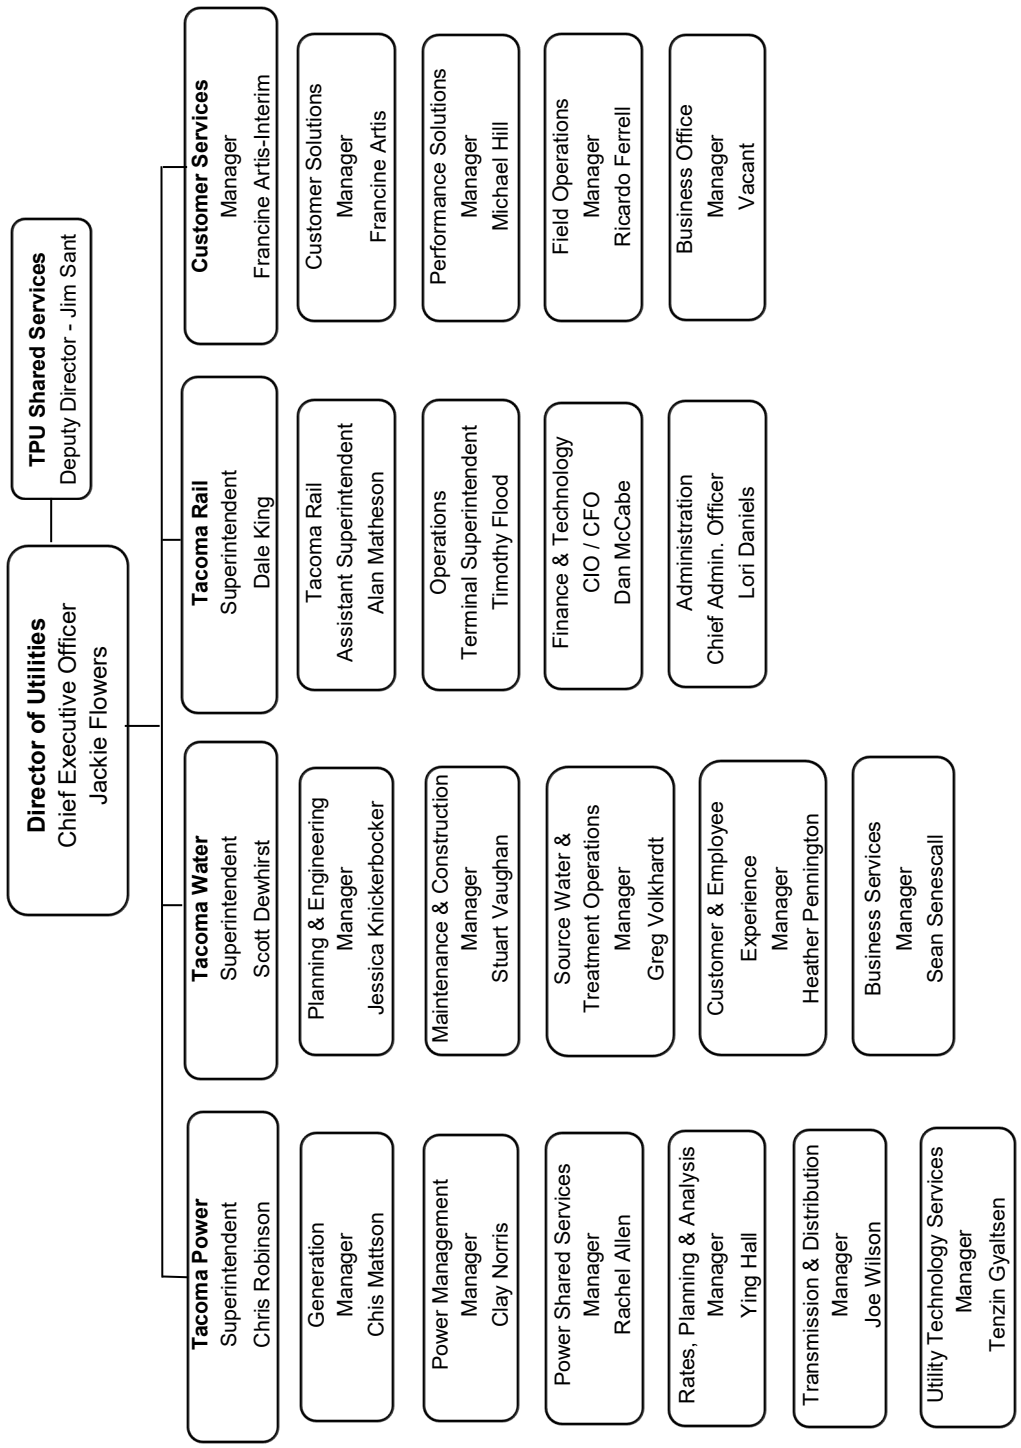 Director of Utilities
Chief Executive Officer
Jackie Flowers
TPU Shared Services
Deputy Director - Jim Sant
Tacoma Power
Superintendent
Chris Robinson
Generation
Manager
Chis Mattson
Power Management
Manager
Clay Norris
Power Shared Services
Manager
Rachel Allen
Rates, Planning & Analysis
Manager
Ying Hall
Transmission & Distribution
Manager
Joe Wilson
Utility Technology Services
Manager
Tenzin Gyaltsen
Tacoma Water
Superintendent
Scott Dewhirst
Planning & Engineering
Manager
Jessica Knickerbocker
Maintenance & Construction
Manager
Stuart Vaughan
Source Water &
Treatment Operations
Manager
Greg Volkhardt
Customer & Employee
Experience
Manager
Heather Pennington
Business Services
Manager
Sean Senescall
Tacoma Rail
Superintendent
Dale King
Tacoma Rail
Assistant Superintendent
Alan Matheson
Operations
Terminal Superintendent
Timothy Flood
Finance & Technology
CIO / CFO
Dan McCabe
Administration
Chief Admin. Officer
Lori Daniels
Customer Services
Manager
Francine Artis-Interim
Customer Solutions
Manager
Francine Artis
Performance Solutions
Manager
Michael Hill
Field Operations
Manager
Ricardo Ferrell
Business Office
Manager
Vacant